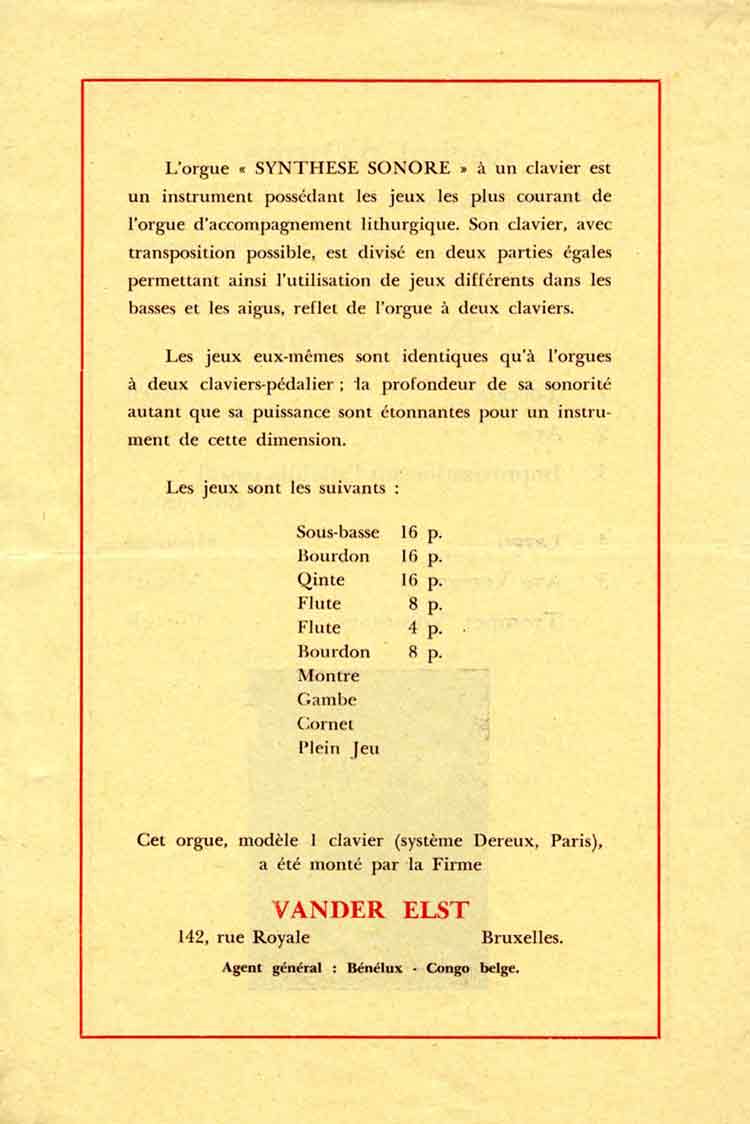 L'orgue « SYNTHESE SONORE » à un clavier est
un instrument possédant les jeux les plus courant de
l'orgue d'accompagnement lithurgique. Son clavier, avec
transposition possible, est divisé en deux parties égales
permettant ainsi l'utilisation de jeux différents dans les
basses et les aigus, reflet de l'orgue à deux claviers.
Les jeux eux-mêmes sont identiques qu'à l'orgues
à deux claviers-pédalier ; la profondeur de sa sonorité
autant que sa puissance sont étonnantes pour un instru-
ment de cette dimension.
Les jeux sont les suivants :
Sous-basse 16 p.
Bourdon 16 p.
Qinte 16 p.
Flute 8 p.
Flute 4 p.
Bourdon 8 p.
Montre
Gambe
Cornet
Plein Jeu
Cet orgue, modèle 1 clavier (système Dereux, Paris),
a été monté par la Firme
VANDER ELST
142, rue Royale Bruxelles.
Agent général : Bénélux - Congo belge.